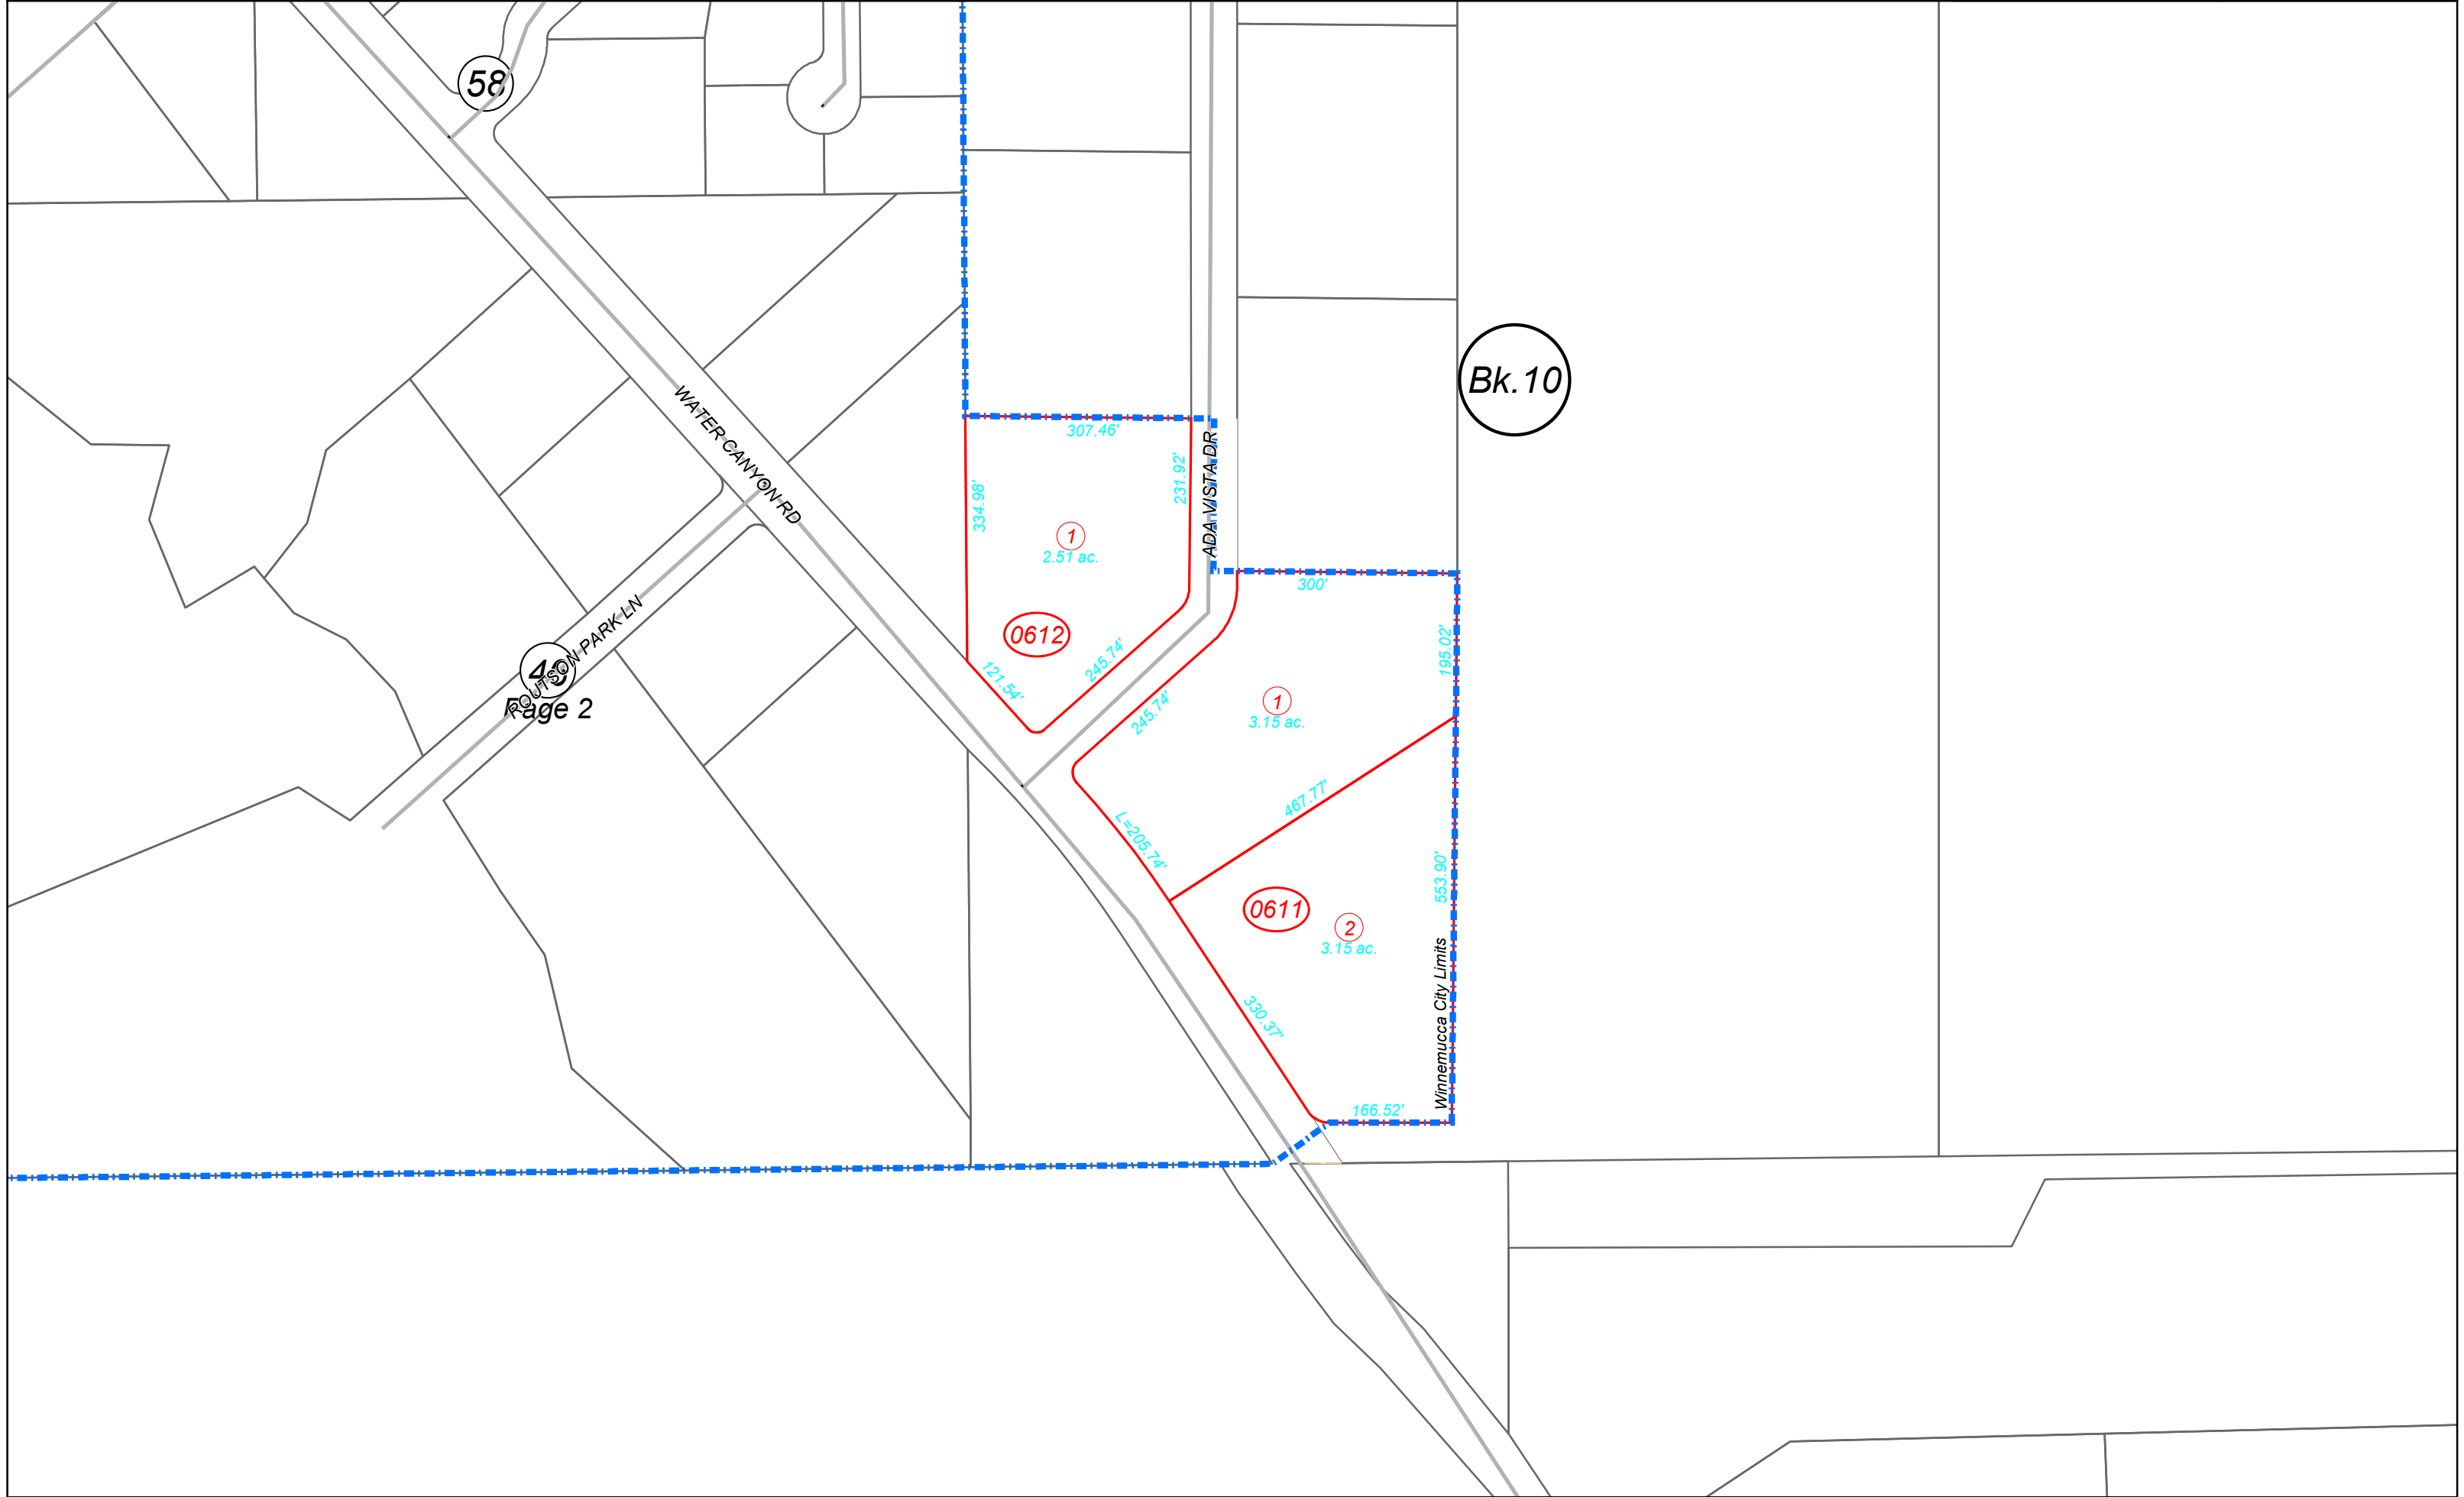 58
Bk.10
WATER CANYON RD
307.46'
ADA VISTA DR
231.92'
334.98'
1
2.51 ac.
300'
0612
195.02'
ROUTSON PARK LN
Page 2
121.54'
245.74'
245.74'
1
3.15 ac.
467.77'
L=205.74'
553.90'
0611
2
3.15 ac.
Winnemucca City Limits
330.37'
166.52'